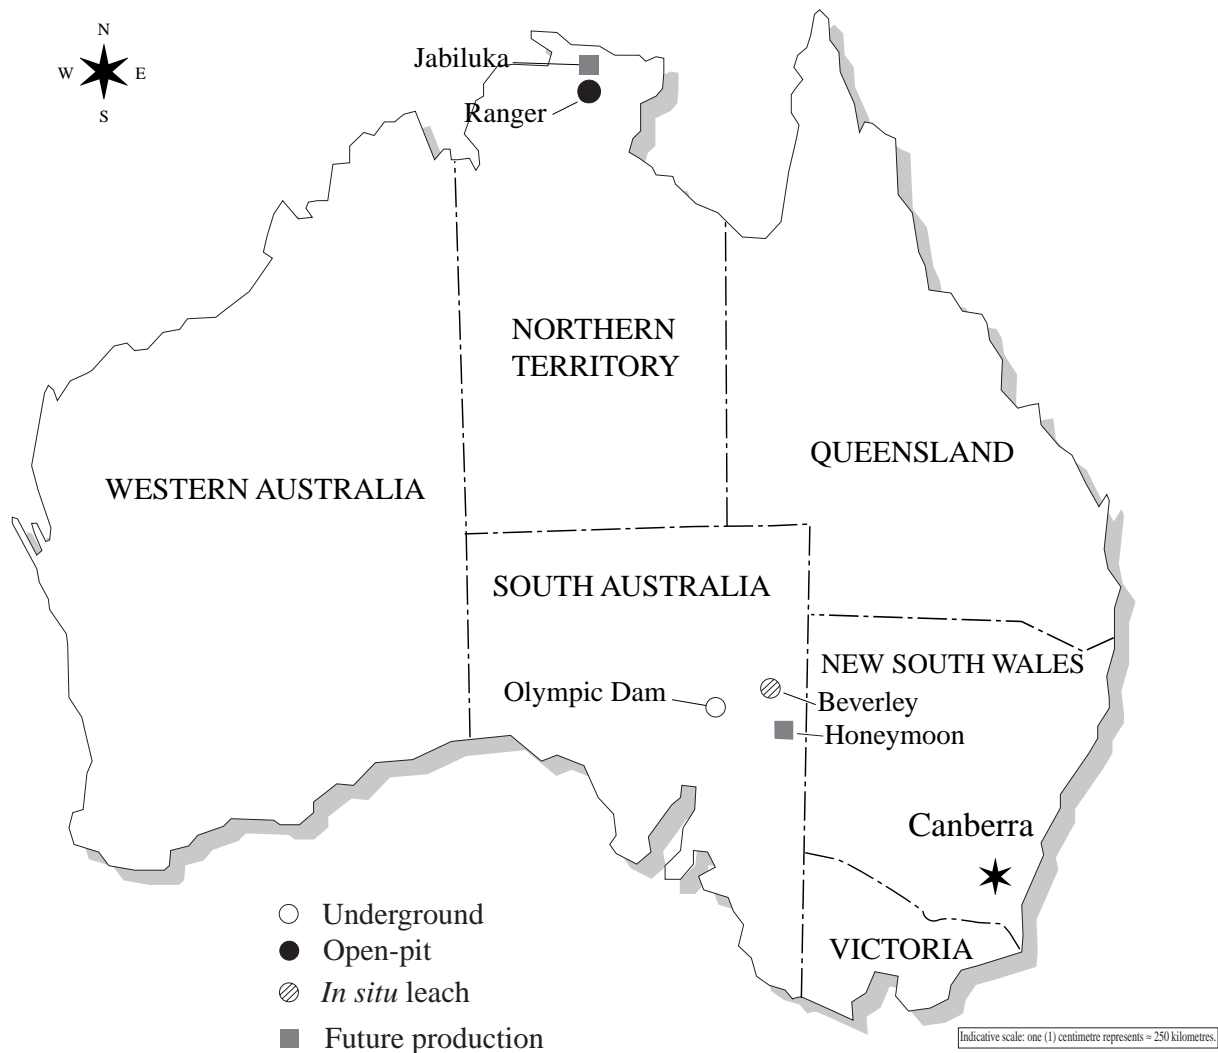 N
W E
S
Jabiluka
Ranger
NORTHERN
TERRITORY
QUEENSLAND
WESTERN AUSTRALIA
SOUTH AUSTRALIA
NEW SOUTH WALES
Olympic Dam
Beverley
Honeymoon
Canberra
VICTORIA
Underground
Open-pit
In situ leach
Future production
Indicative scale: one (1) centimetre represents ≈ 250 kilometres.